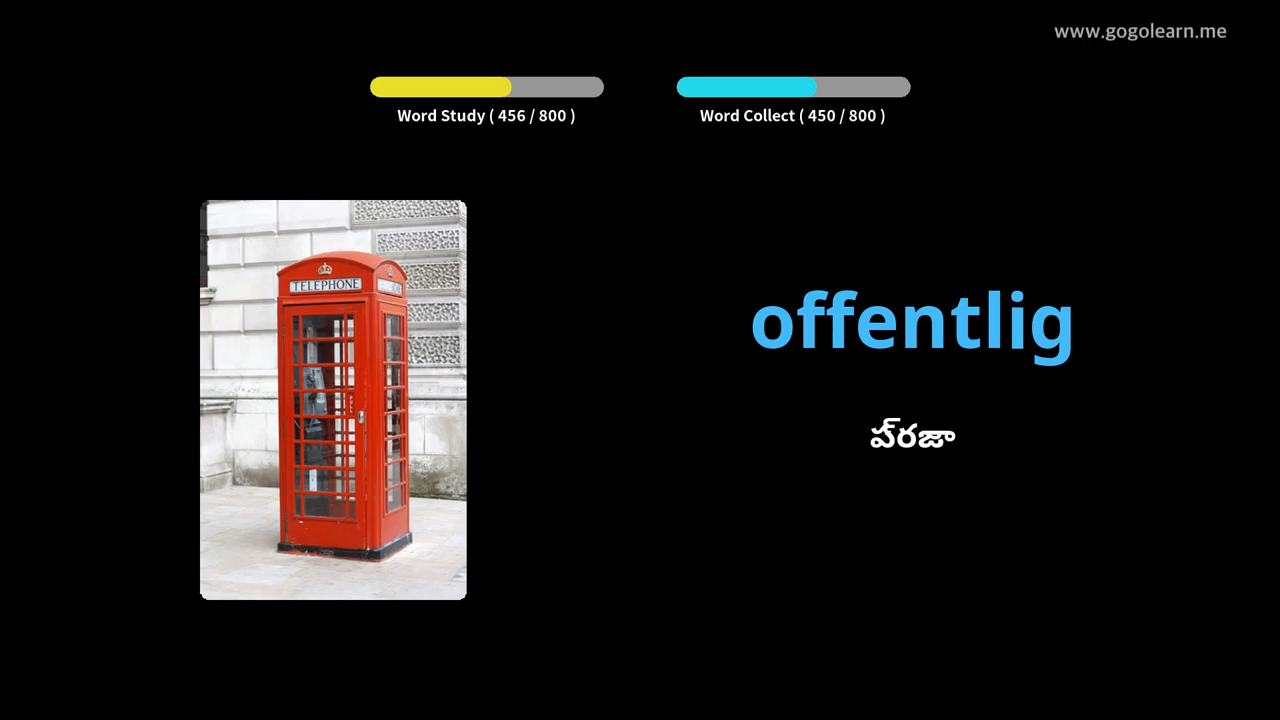 www.gogolearn.me
Word Study ( 456 / 800 )
Word Collect ( 450 / 800 )
TELEPHONE
offentlig
ప్రజా